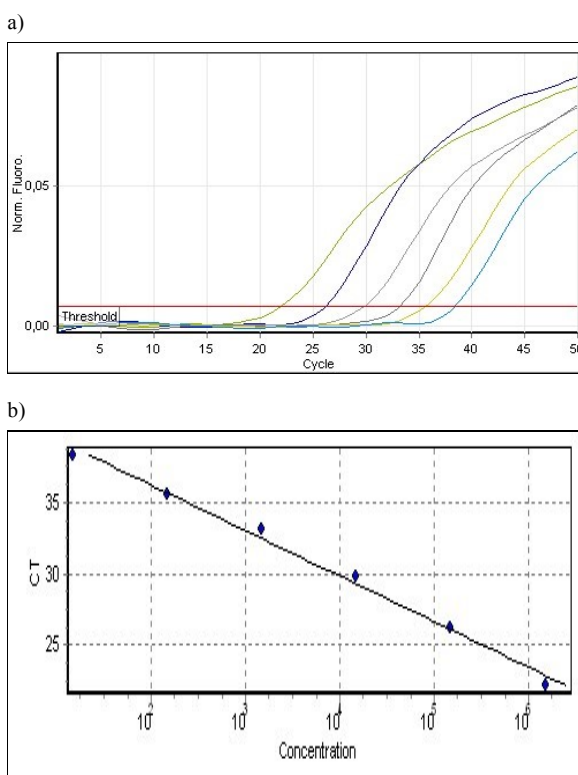 a)
Norm. Fluoro.
0,05
0,00
Threshold
5 10 15 20 25 30 35 40 45 50
Cycle
b)
CT
35
30
25
10² 10³ 10⁴ 10⁵ 10⁶
Concentration